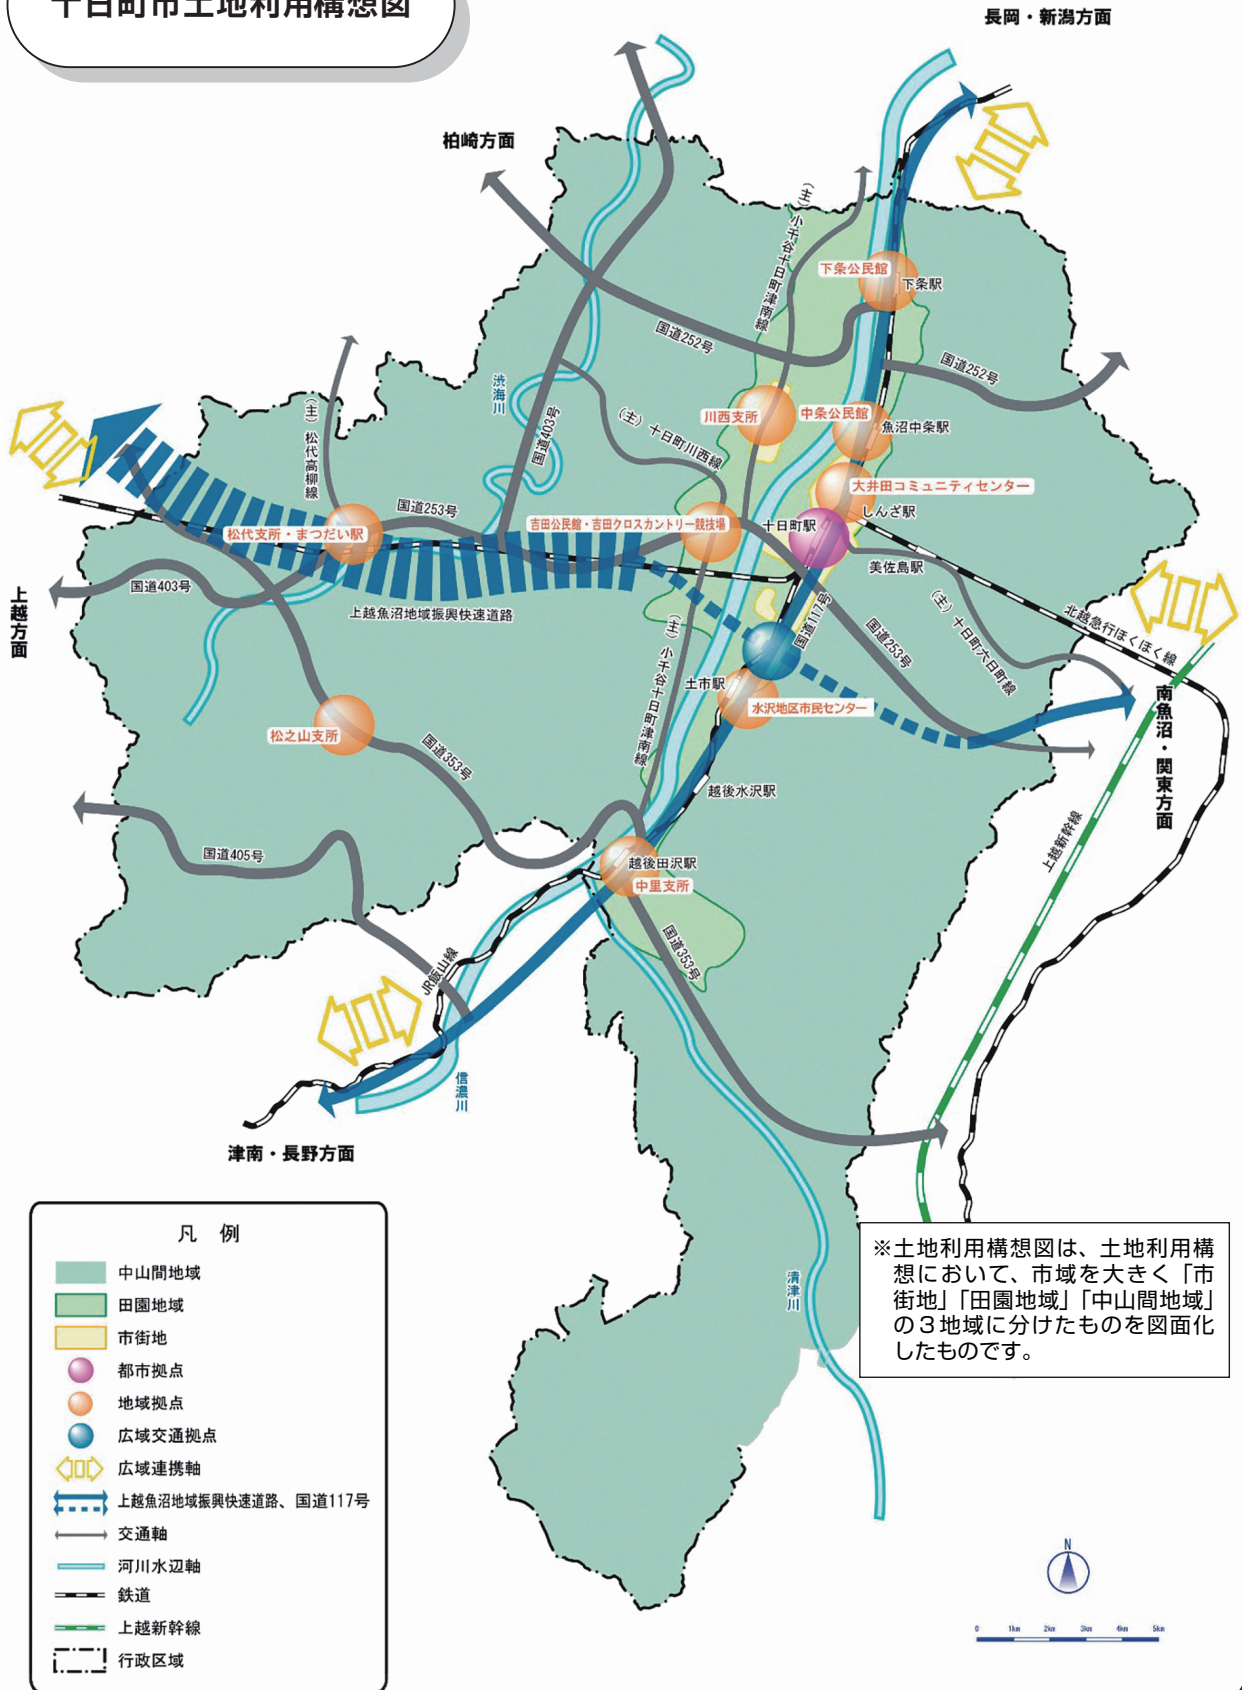 十日町市土地利用構想図
長岡・新潟方面
柏崎方面
(主)小千谷十日町津南線
下条公民館
下条駅
国道252号
国道252号
渋海川
国道403号
(主)松代高柳線
(主)十日町川西線
川西支所
中条公民館
魚沼中条駅
大井田コミュニティセンター
しんざ駅
国道253号
松代支所・まつだい駅
吉田公民館・吉田クロスカントリー競技場
十日町駅
美佐島駅
上越方面
国道403号
上越魚沼地域振興快速道路
(主)小千谷十日町津南線
国道117号
国道253号
(主)十日町六日町線
北越急行ほくほく線
土市駅
水沢地区市民センター
南魚沼・関東方面
松之山支所
国道353号
越後水沢駅
上越新幹線
国道405号
越後田沢駅
中里支所
国道353号
JR飯山線
信濃川
津南・長野方面
清津川
凡 例
中山間地域
田園地域
市街地
都市拠点
地域拠点
広域交通拠点
広域連携軸
上越魚沼地域振興快速道路、国道117号
交通軸
河川水辺軸
鉄道
上越新幹線
行政区域
※土地利用構想図は、土地利用構
想において、市域を大きく「市
街地」「田園地域」「中山間地域」
の3地域に分けたものを図面化
したものです。
N
0 1km 2km 3km 4km 5km